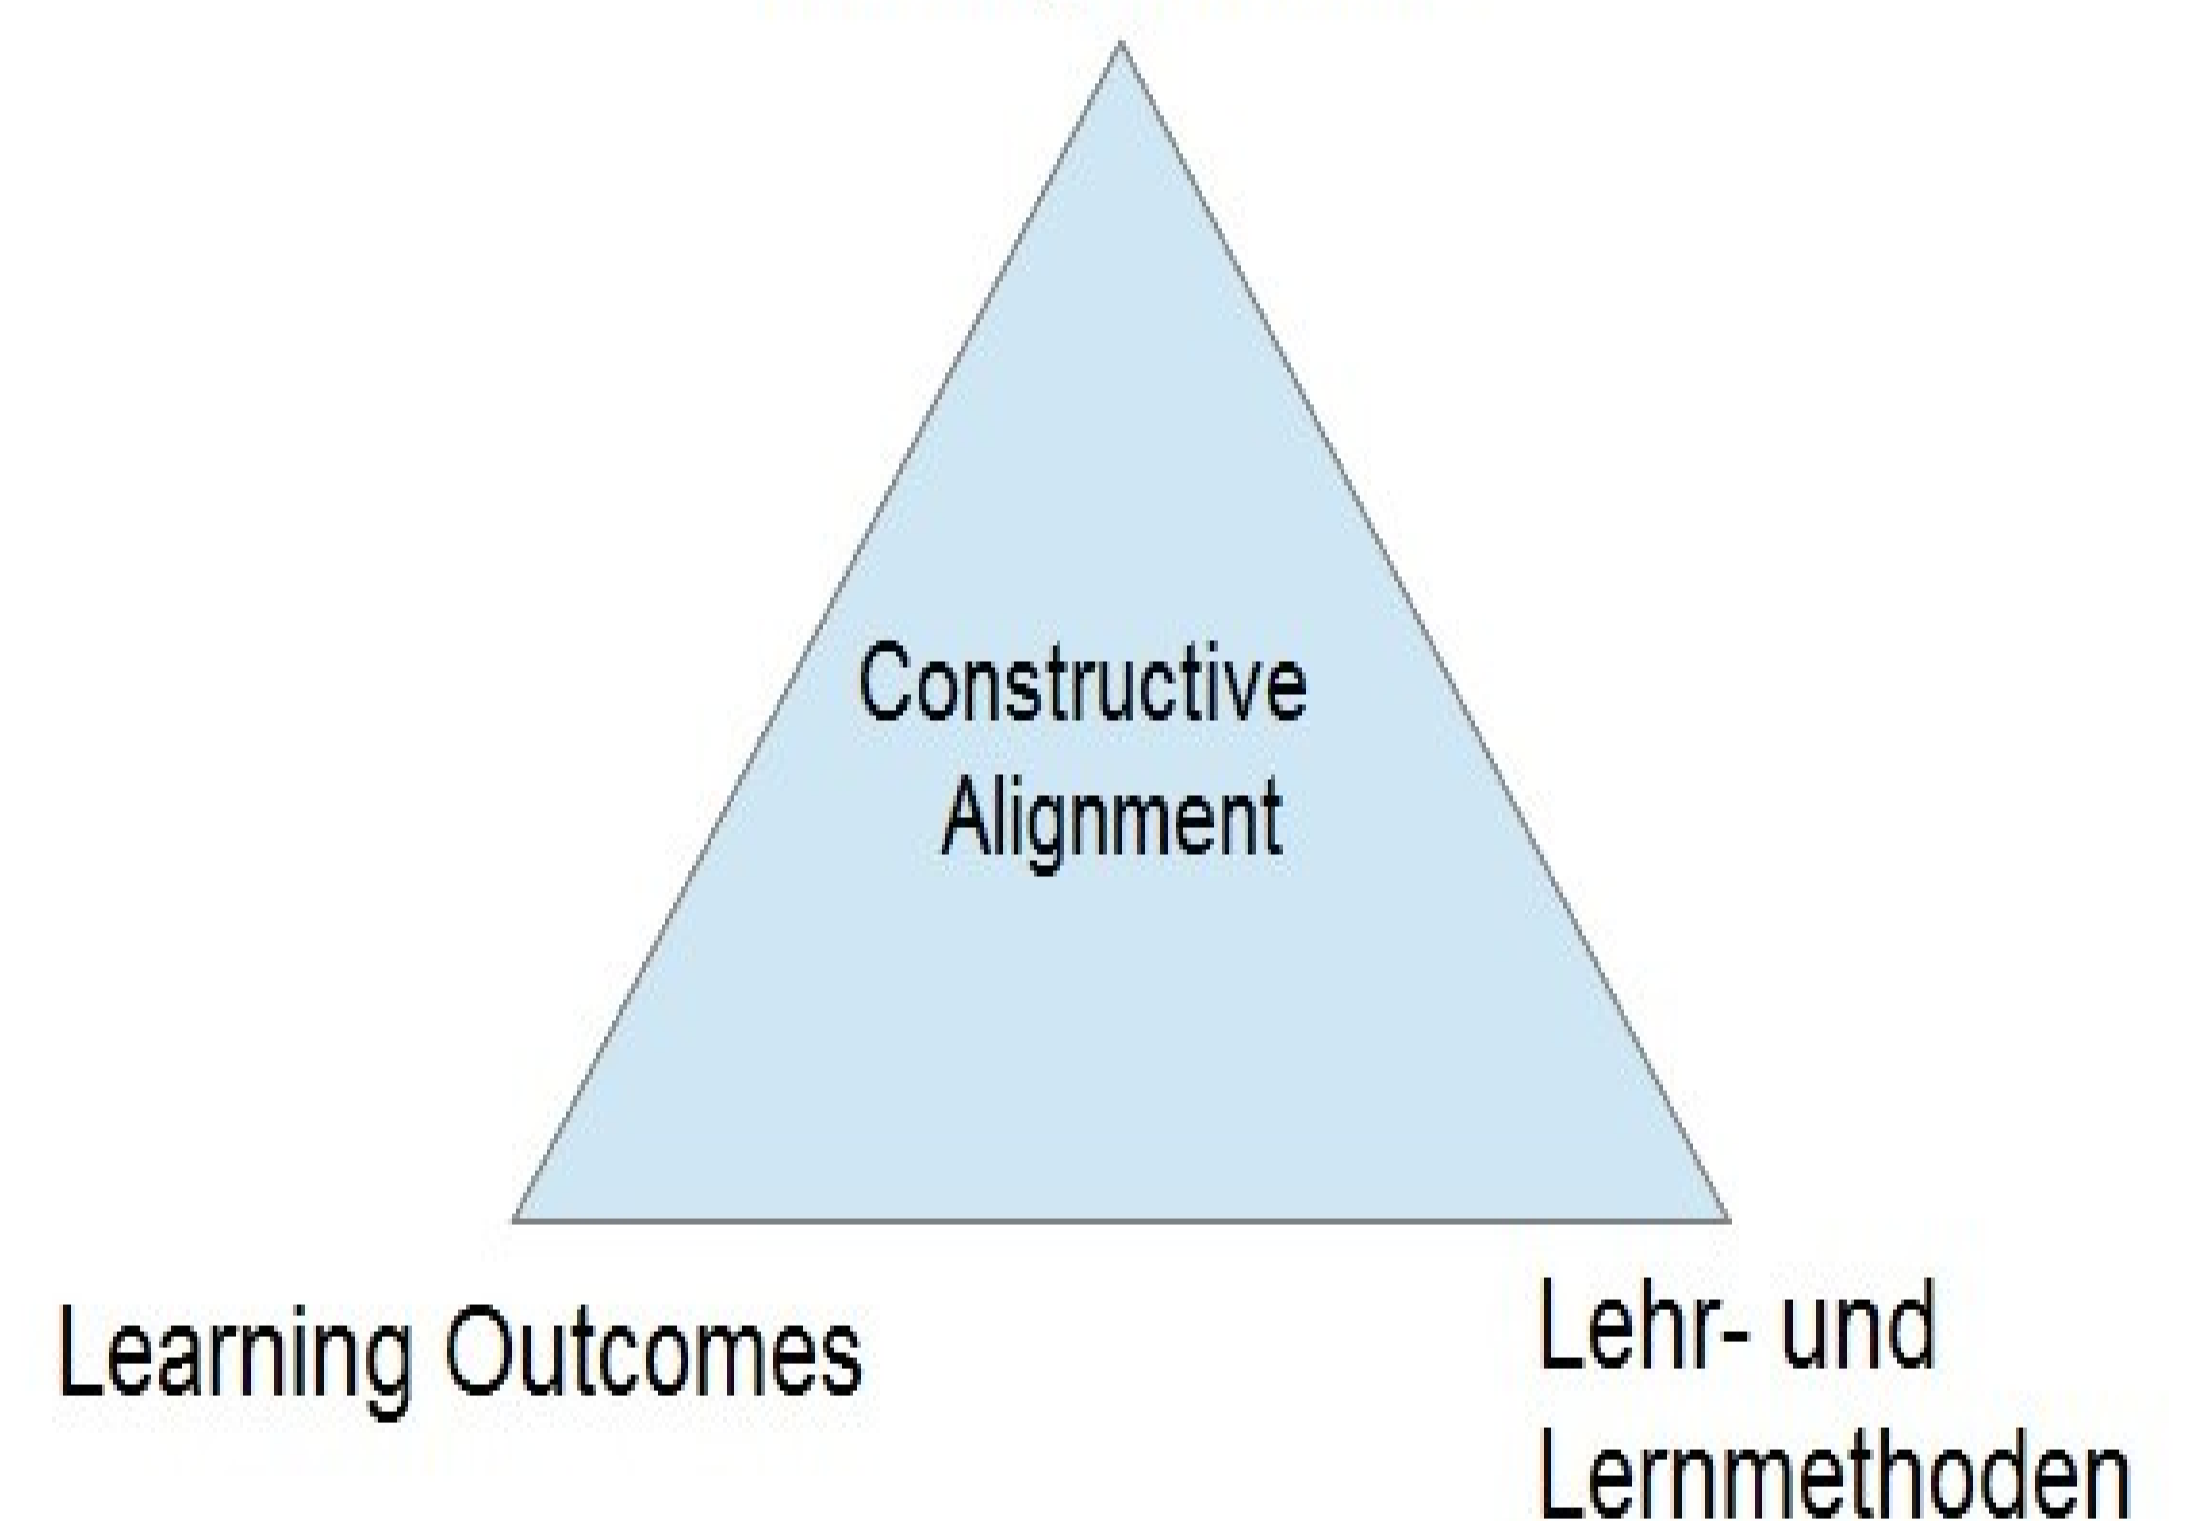 Constructive
Alignment
Learning Outcomes
Lehr- und
Lernmethoden